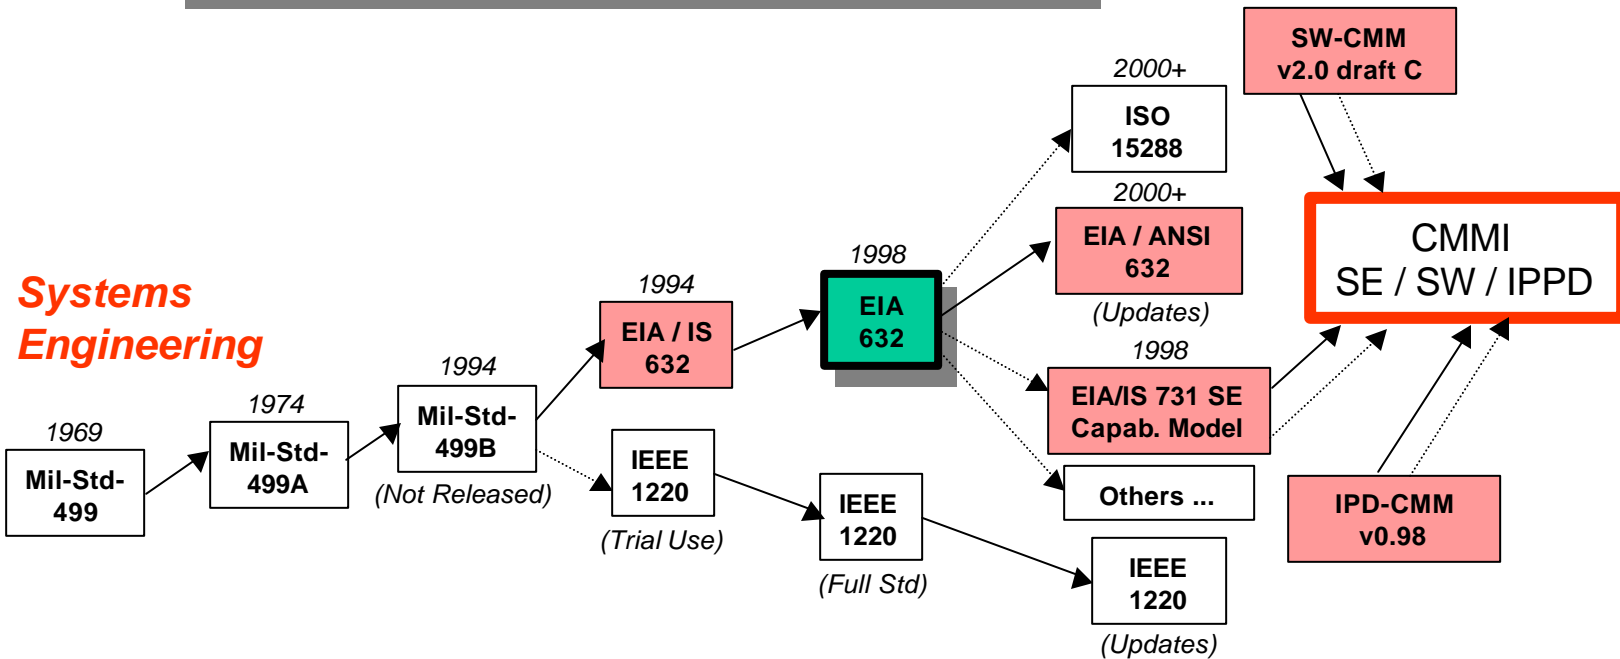 SW-CMM
v2.0 draft C
2000+
ISO
15288
2000+
EIA / ANSI
632
(Updates)
CMMI
SE / SW / IPPD
Systems
Engineering
1998
EIA
632
1994
EIA / IS
632
1998
EIA/IS 731 SE
Capab. Model
1994
Mil-Std-
499B
(Not Released)
1974
Mil-Std-
499A
1969
Mil-Std-
499
IEEE
1220
(Trial Use)
IEEE
1220
(Full Std)
Others ...
IPD-CMM
v0.98
IEEE
1220
(Updates)